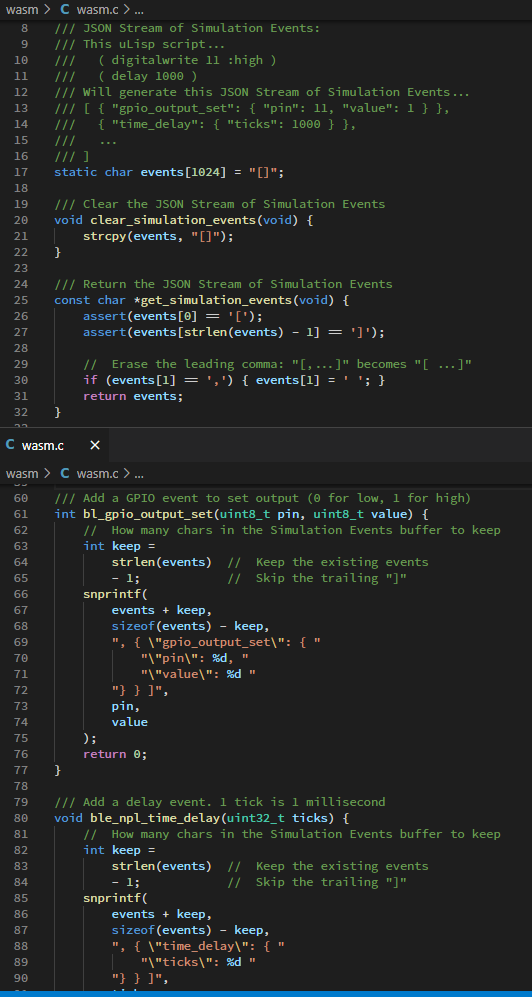 wasm > C wasm.c > ...
8 /// JSON Stream of Simulation Events:
9 /// This uLisp script...
10 ///   ( digitalwrite 11 :high )
11 ///   ( delay 1000 )
12 /// Will generate this JSON Stream of Simulation Events...
13 /// [ { "gpio_output_set": { "pin": 11, "value": 1 } },
14 ///   { "time_delay": { "ticks": 1000 } },
15 ///   ...
16 /// ]
17 static char events[1024] = "[]";
18
19 /// Clear the JSON Stream of Simulation Events
20 void clear_simulation_events(void) {
21     strcpy(events, "[]");
22 }
23
24 /// Return the JSON Stream of Simulation Events
25 const char *get_simulation_events(void) {
26     assert(events[0] == '[');
27     assert(events[strlen(events) - 1] == ']');
28
29     //  Erase the leading comma: "[,...]" becomes "[ ...]"
30     if (events[1] == ',') { events[1] = ' '; }
31     return events;
32 }
C wasm.c ×
wasm > C wasm.c > ...
60 /// Add a GPIO event to set output (0 for low, 1 for high)
61 int bl_gpio_output_set(uint8_t pin, uint8_t value) {
62     //  How many chars in the Simulation Events buffer to keep
63     int keep =
64         strlen(events)  //  Keep the existing events
65         - 1;            //  Skip the trailing "]"
66     snprintf(
67         events + keep,
68         sizeof(events) - keep,
69         ", { \"gpio_output_set\": { "
70             "\"pin\": %d, "
71             "\"value\": %d "
72         "} } ]",
73         pin,
74         value
75     );
76     return 0;
77 }
78
79 /// Add a delay event. 1 tick is 1 millisecond
80 void ble_npl_time_delay(uint32_t ticks) {
81     //  How many chars in the Simulation Events buffer to keep
82     int keep =
83         strlen(events)  //  Keep the existing events
84         - 1;            //  Skip the trailing "]"
85     snprintf(
86         events + keep,
87         sizeof(events) - keep,
88         ", { \"time_delay\": { "
89             "\"ticks\": %d "
90         "} } ]",